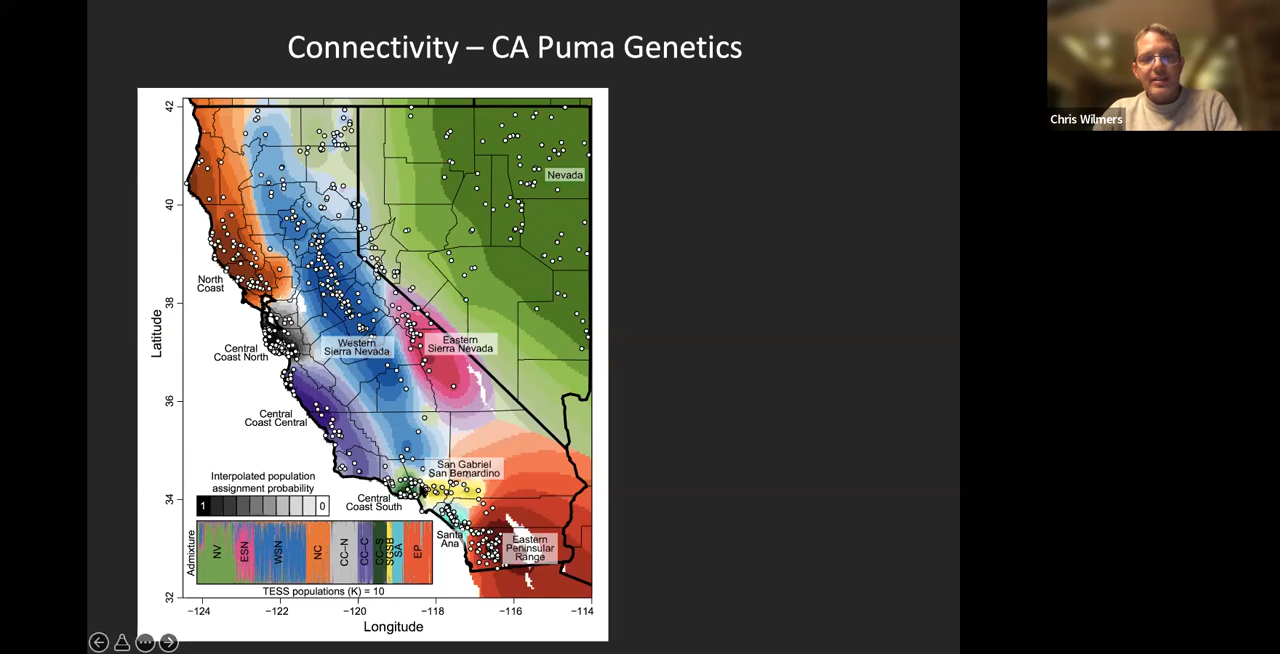 Connectivity – CA Puma Genetics
Chris Wilmers
42
40
38
36
34
32
Latitude
Nevada
North
Coast
Central
Coast North
Western
Sierra Nevada
Eastern
Sierra Nevada
Central
Coast Central
San Gabriel
San Bernardino
Interpolated population
assignment probability
1
0
Central
Coast South
Santa
Ana
Eastern
Peninsular
Range
Admixture
NV
ESN
WSN
NC
CC–N
CC–C
CC–S
SGSB
SA
EP
TESS populations (K) = 10
−124
−122
−120
−118
−116
−114
Longitude